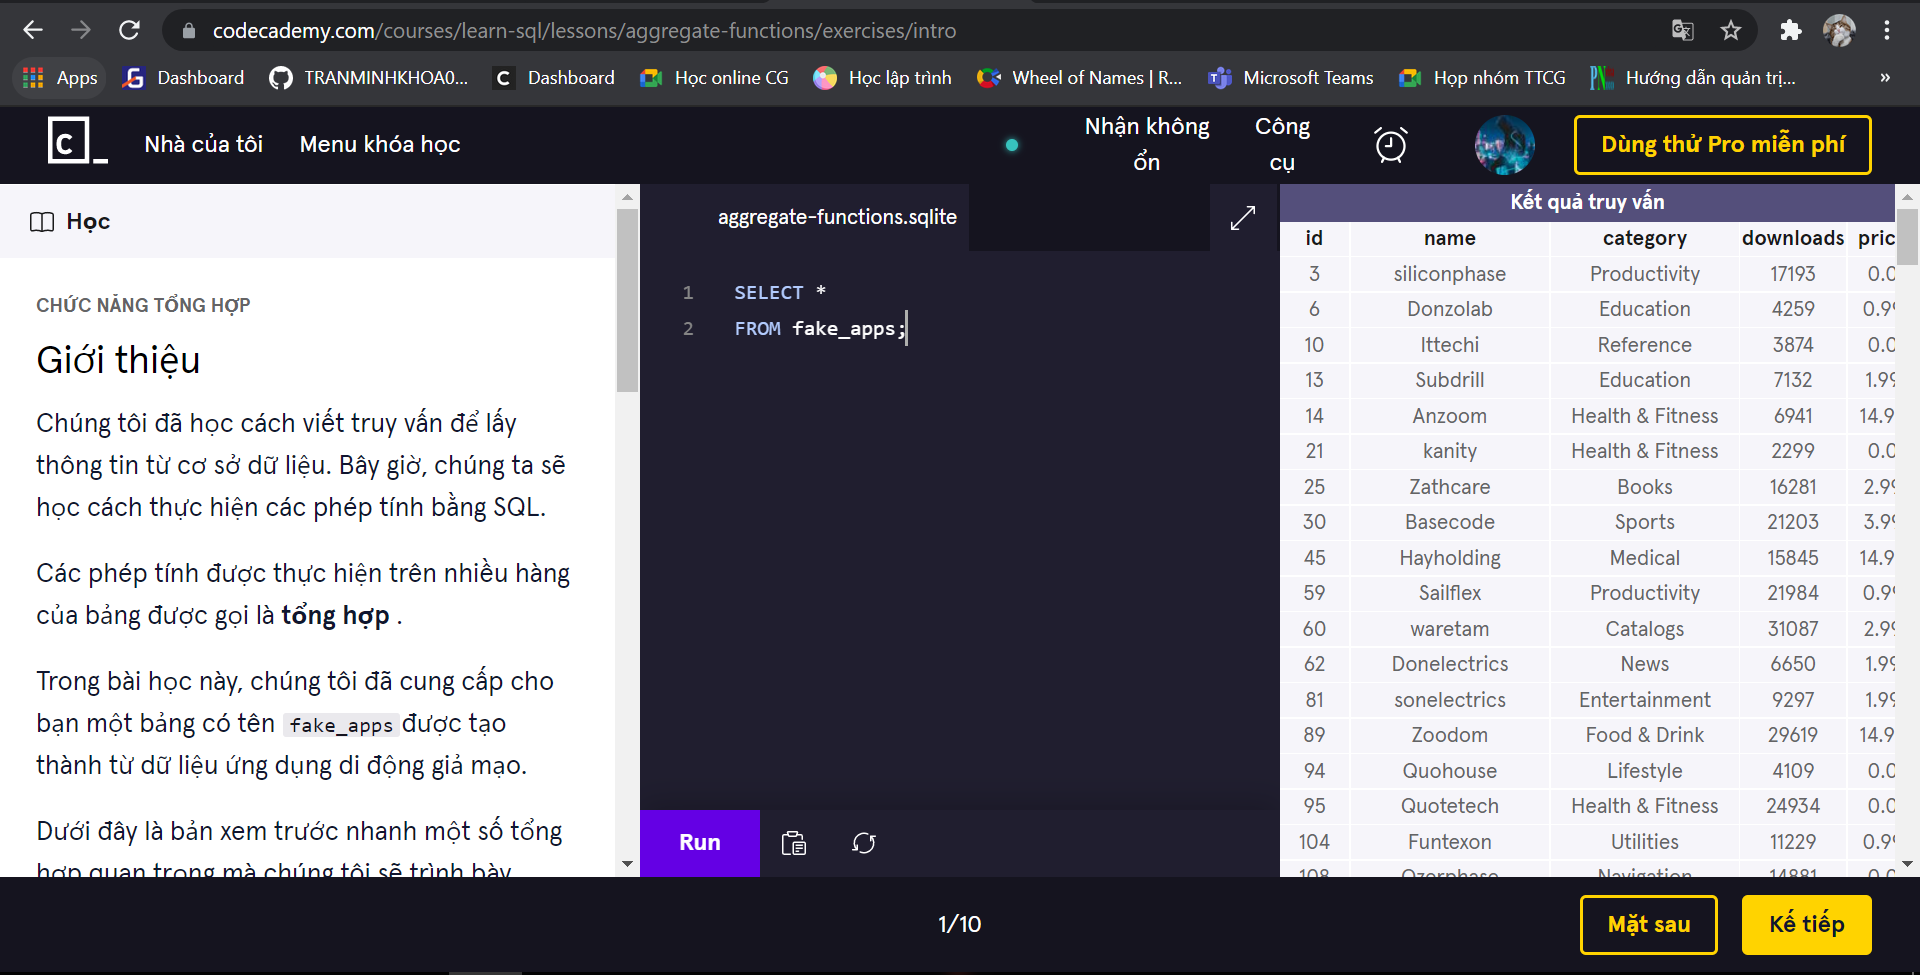 codecademy.com/courses/learn-sql/lessons/aggregate-functions/exercises/intro
Apps
Dashboard
TRANMINHKHOA0...
Dashboard
Học online CG
Học lập trình
Wheel of Names | R...
Microsoft Teams
Họp nhóm TTCG
Hướng dẫn quản trị...
»
Nhà của tôi
Menu khóa học
Nhận không
ổn
Công
cụ
Dùng thử Pro miễn phí
Học
CHỨC NĂNG TỔNG HỢP
Giới thiệu
Chúng tôi đã học cách viết truy vấn để lấy
thông tin từ cơ sở dữ liệu. Bây giờ, chúng ta sẽ
học cách thực hiện các phép tính bằng SQL.
Các phép tính được thực hiện trên nhiều hàng
của bảng được gọi là tổng hợp .
Trong bài học này, chúng tôi đã cung cấp cho
bạn một bảng có tên fake_apps được tạo
thành từ dữ liệu ứng dụng di động giả mạo.
Dưới đây là bản xem trước nhanh một số tổng
hợp quan trọng mà chúng tôi sẽ trình bày
aggregate-functions.sqlite
1 SELECT *
2 FROM fake_apps;
Run
Kết quả truy vấn
id name category downloads pric
3 siliconphase Productivity 17193 0.0
6 Donzolab Education 4259 0.99
10 Ittechi Reference 3874 0.0
13 Subdrill Education 7132 1.99
14 Anzoom Health & Fitness 6941 14.9
21 kanity Health & Fitness 2299 0.0
25 Zathcare Books 16281 2.99
30 Basecode Sports 21203 3.99
45 Hayholding Medical 15845 14.9
59 Sailflex Productivity 21984 0.99
60 waretam Catalogs 31087 2.99
62 Donelectrics News 6650 1.99
81 sonelectrics Entertainment 9297 1.99
89 Zoodom Food & Drink 29619 14.9
94 Quohouse Lifestyle 4109 0.0
95 Quotetech Health & Fitness 24934 0.0
104 Funtexon Utilities 11229 0.99
108 Ozerphase Navigation 14881 0.0
1/10
Mặt sau
Kế tiếp